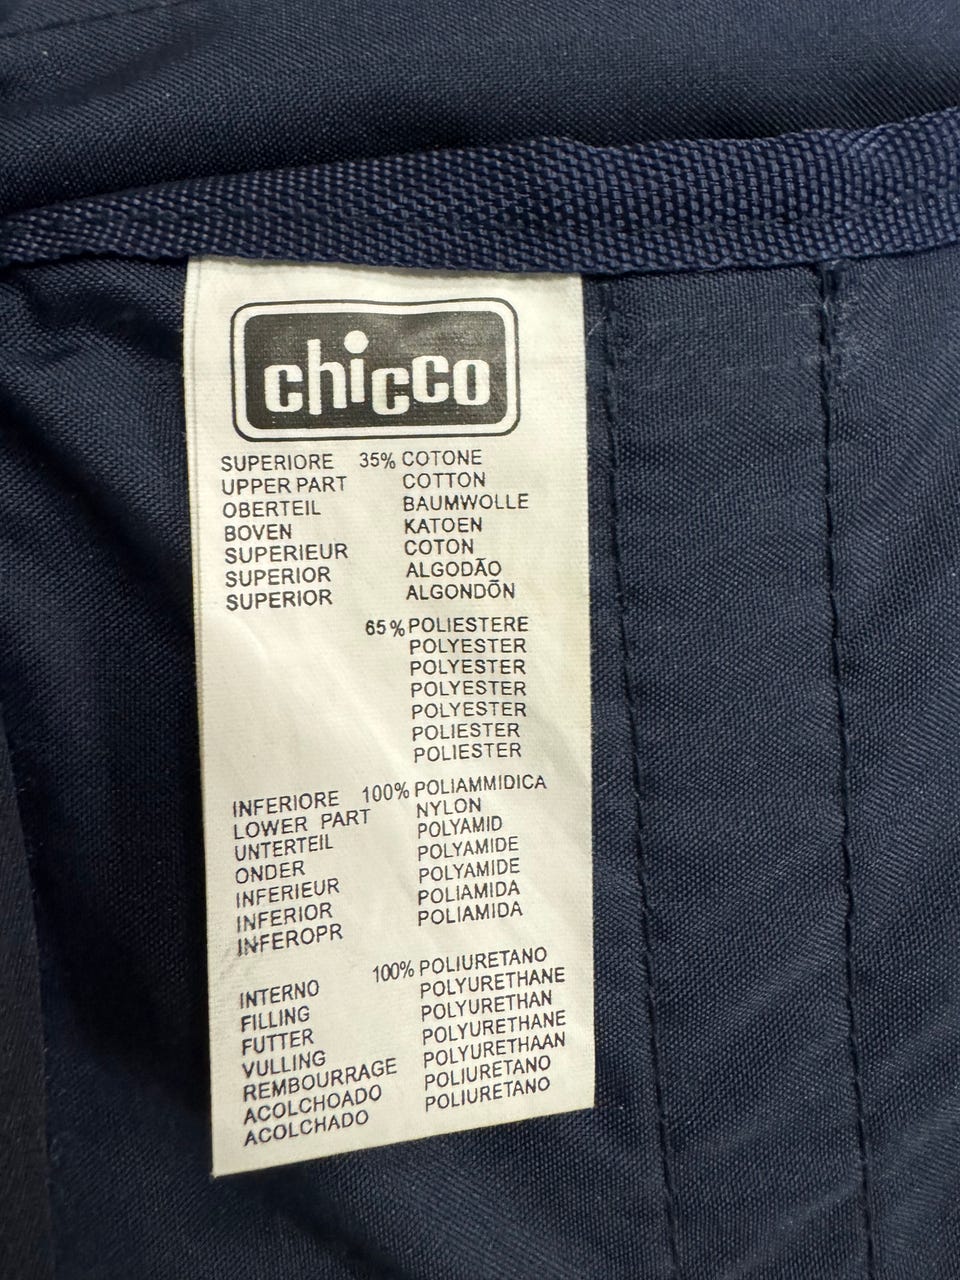 chicco
SUPERIORE 35% COTONE
UPPER PART COTTON
OBERTEIL BAUMWOLLE
BOVEN KATOEN
SUPERIEUR COTON
SUPERIOR ALGODÃO
SUPERIOR ALGONDÕN
65% POLIESTERE
POLYESTER
POLYESTER
POLYESTER
POLYESTER
POLIESTER
POLIESTER
INFERIORE 100% POLIAMMIDICA
LOWER PART NYLON
UNTERTEIL POLYAMID
ONDER POLYAMIDE
INFERIEUR POLYAMIDE
INFERIOR POLIAMIDA
INFEROPR POLIAMIDA
INTERNO 100% POLIURETANO
FILLING POLYURETHANE
FUTTER POLYURETHAN
VULLING POLYURETHANE
REMBOURRAGE POLYURETHAAN
ACOLCHOADO POLIURETANO
ACOLCHADO POLIURETANO